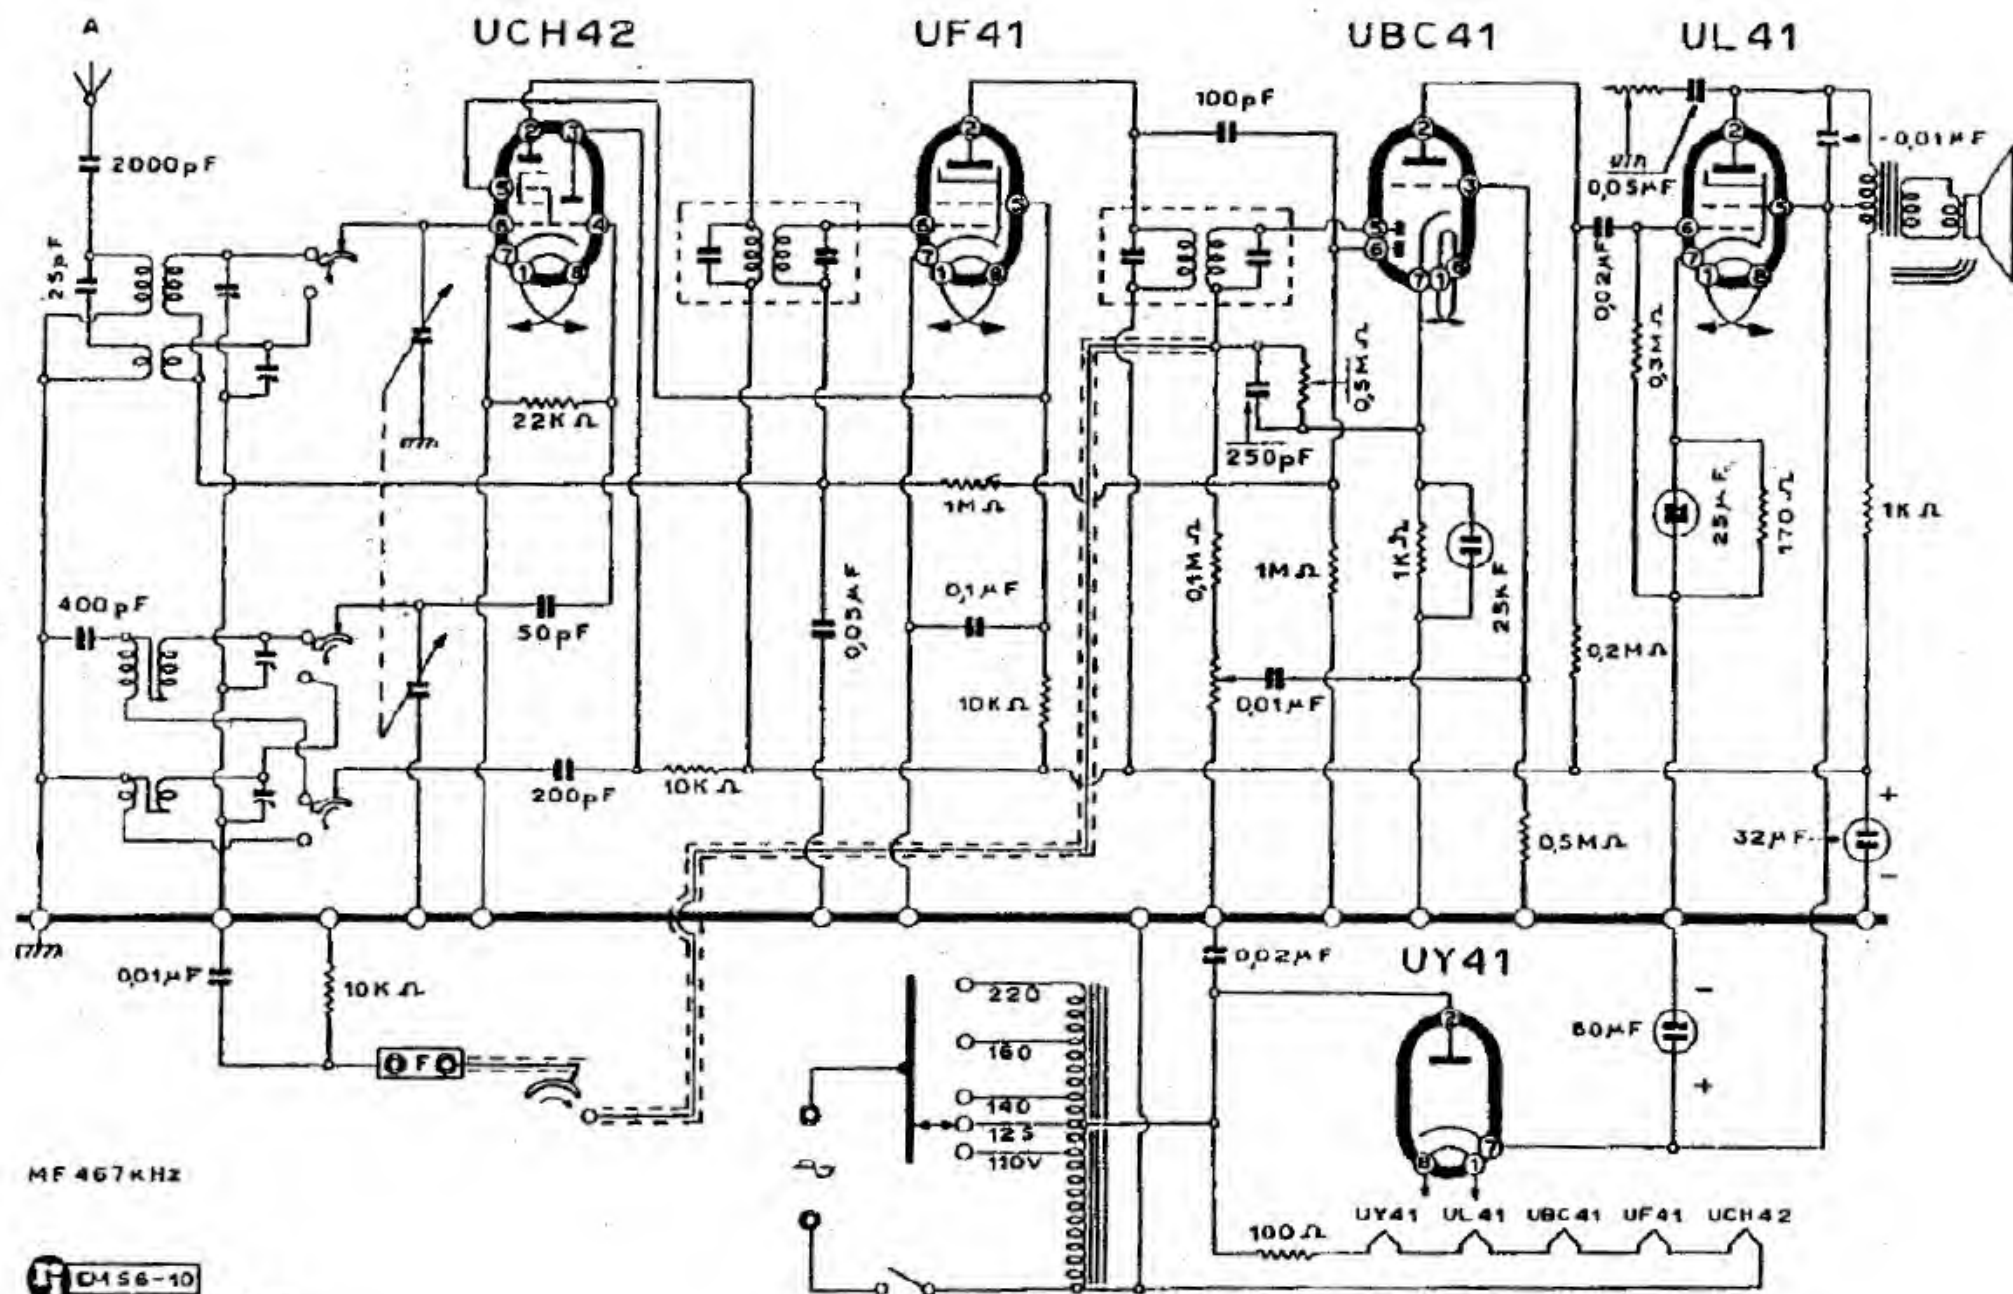 A
UCH42
UF41
UBC41
UL41
2000pF
100pF
0,01µF
0,05µF
25pF
0,02µF
0,3MΩ
0,5MΩ
22KΩ
250pF
1MΩ
25µF
170Ω
1KΩ
400pF
50pF
0,05µF
0,1µF
0,1MΩ
1MΩ
1KΩ
25µF
0,2MΩ
10KΩ
0,01µF
200pF
10KΩ
0,5MΩ
32µF
+
-
0,01µF
10KΩ
F
220
160
140
125
110V
0,02µF
UY41
-
+
MF 467KHz
100Ω
UY41 UL41 UBC41 UF41 UCH42